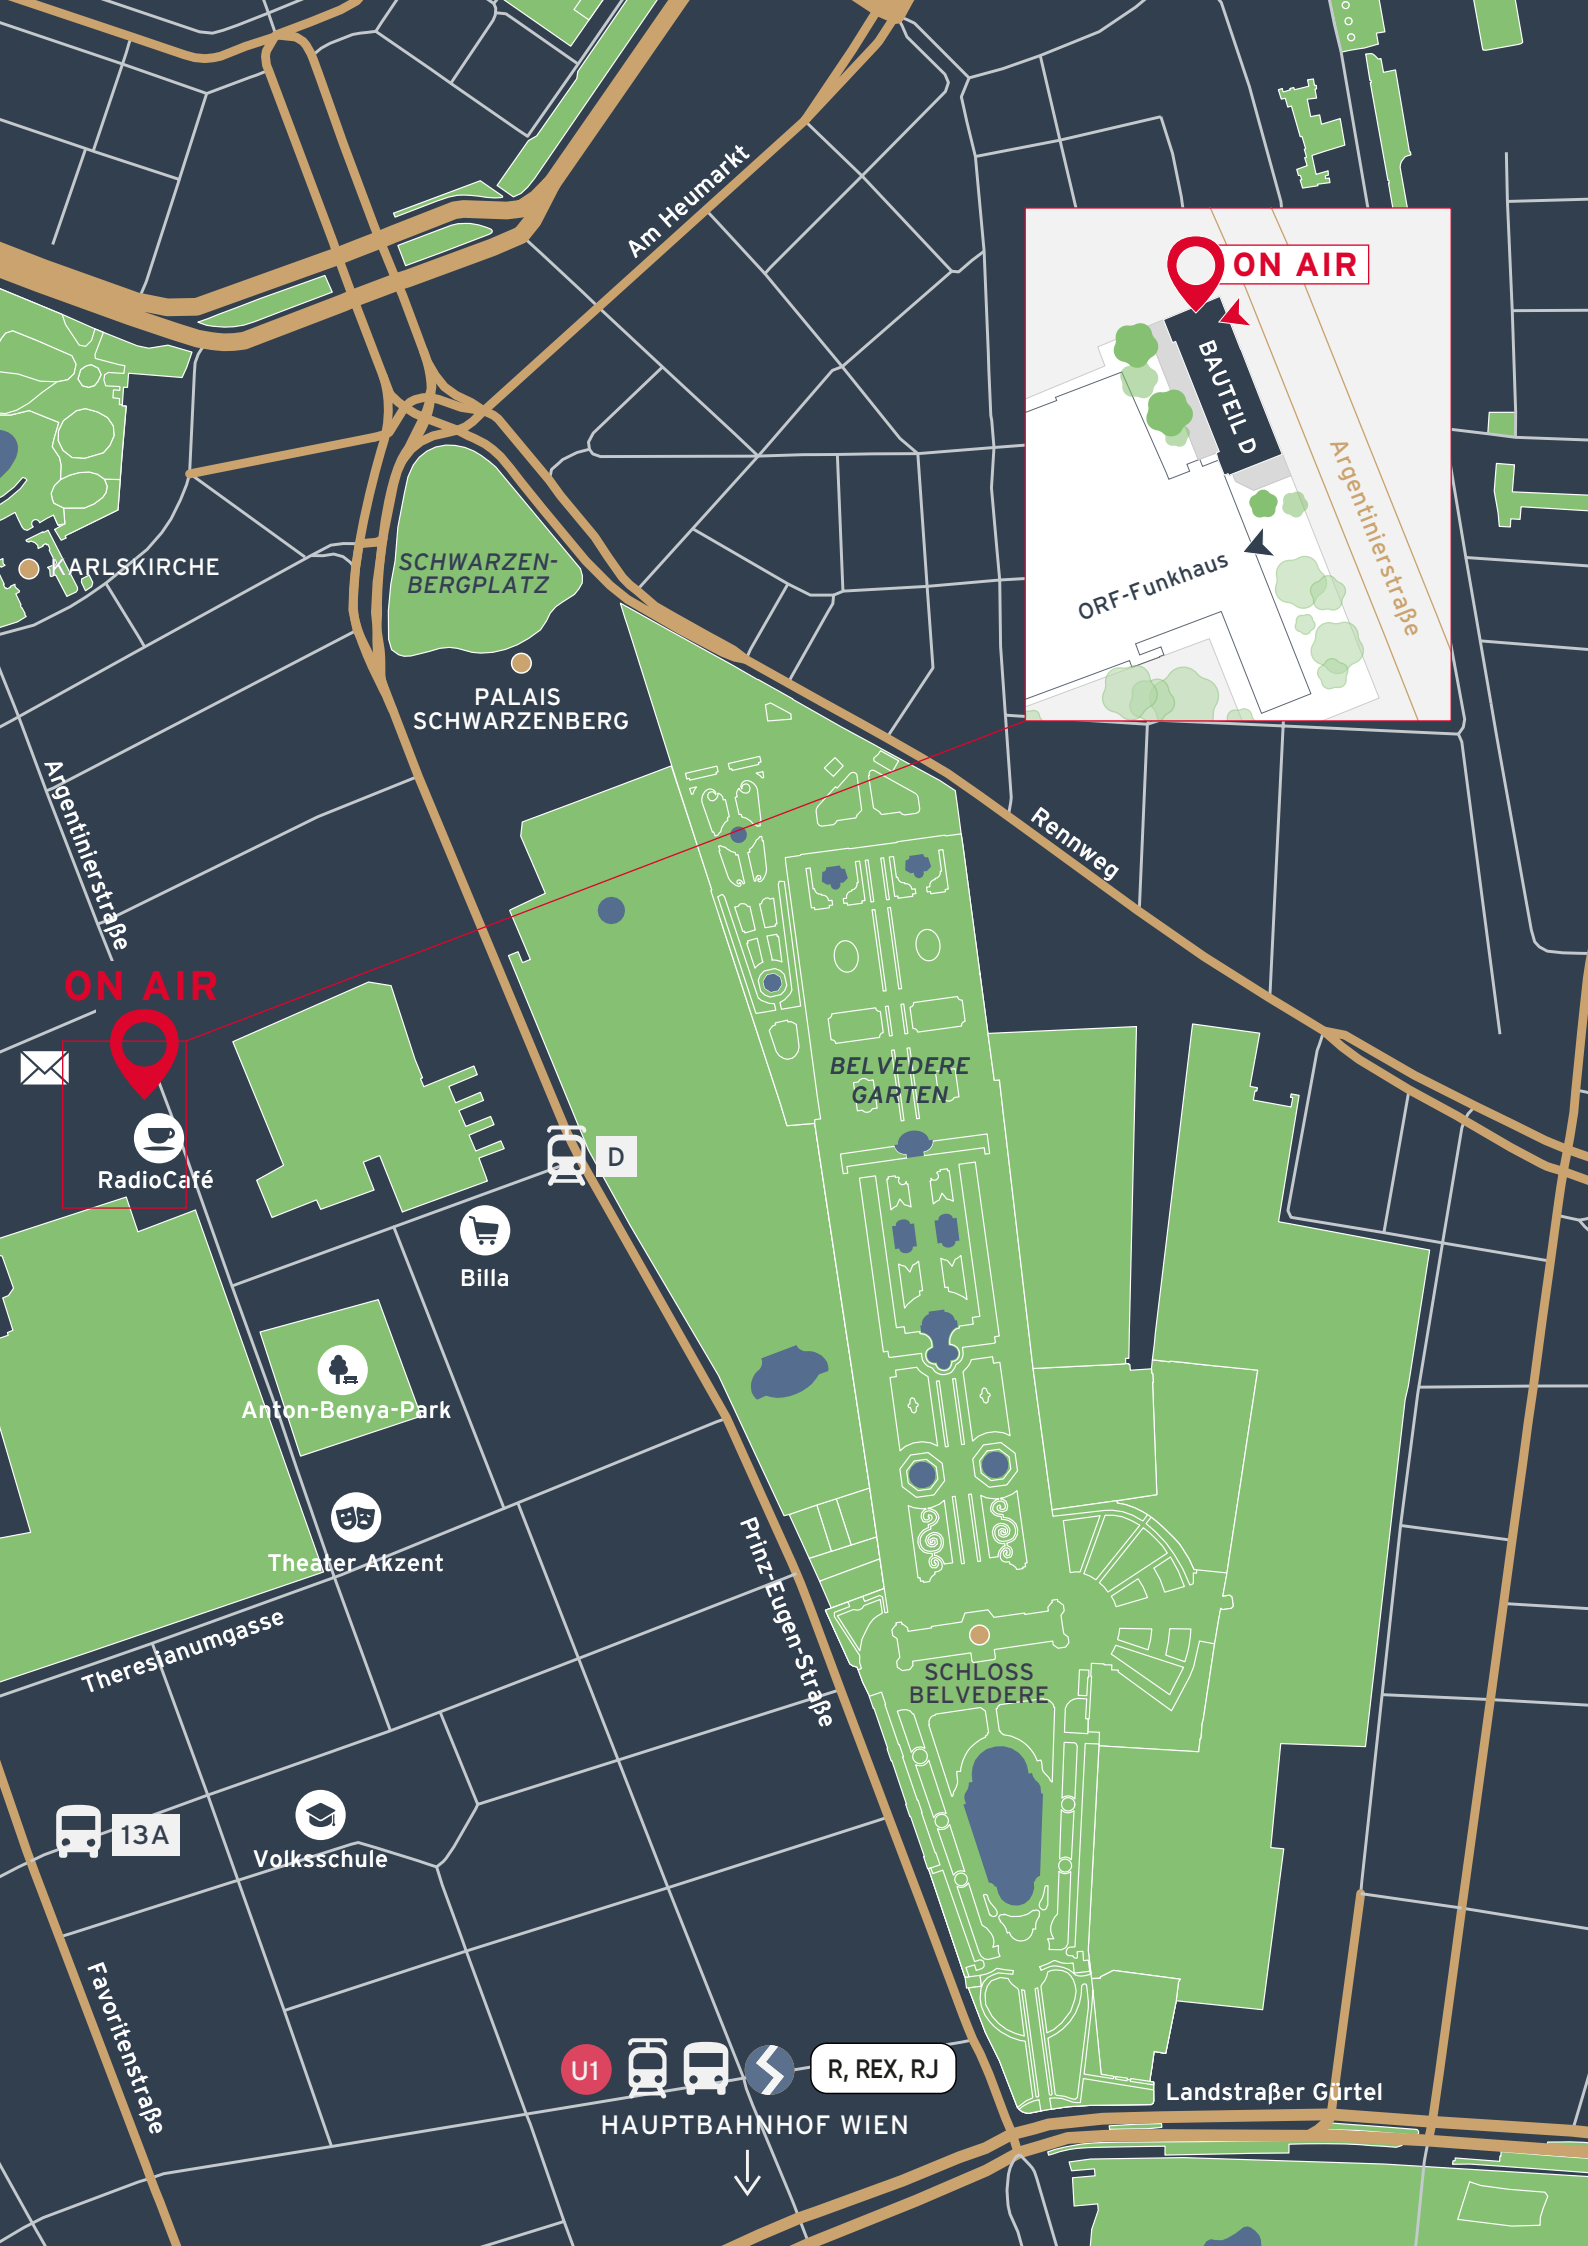 Am Heumarkt
ON AIR
BAUTEIL D
Argentinierstraße
ORF-Funkhaus
KARLSKIRCHE
SCHWARZEN-
BERGPLATZ
PALAIS
SCHWARZENBERG
Argentinierstraße
Rennweg
ON AIR
RadioCafé
BELVEDERE
GARTEN
D
Billa
Anton-Benya-Park
Theater Akzent
Prinz-Eugen-Straße
Theresianumgasse
SCHLOSS
BELVEDERE
13A
Volksschule
Favoritenstraße
U1
R, REX, RJ
HAUPTBAHNHOF WIEN
Landstraßer Gürtel